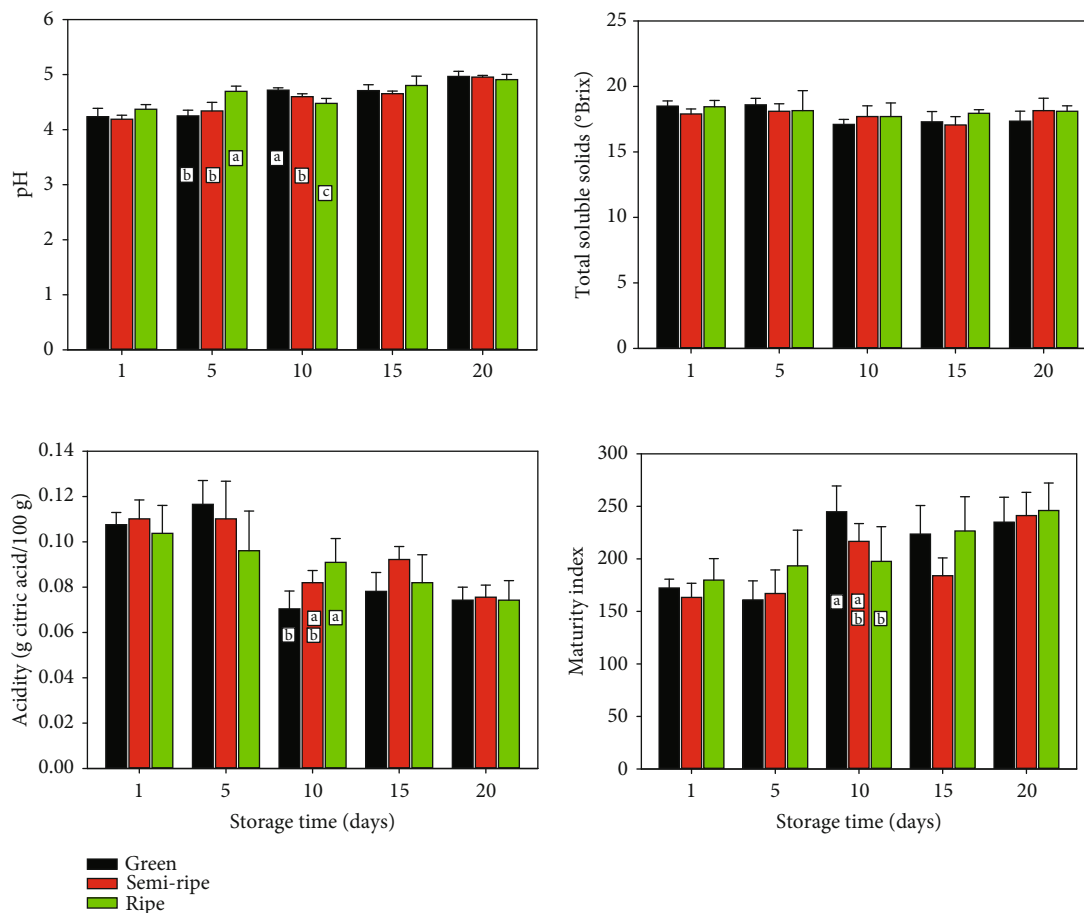 6
5
4
3
2
1
0
pH
b
b
a
a
b
c
1
5
10
15
20
25
20
15
10
5
0
Total soluble solids (°Brix)
1
5
10
15
20
0.14
0.12
0.10
0.08
0.06
0.04
0.02
0.00
Acidity (g citric acid/100 g)
b
a
b
a
1
5
10
15
20
Storage time (days)
300
250
200
150
100
50
0
Maturity index
a
a
b
b
1
5
10
15
20
Storage time (days)
Green
Semi-ripe
Ripe